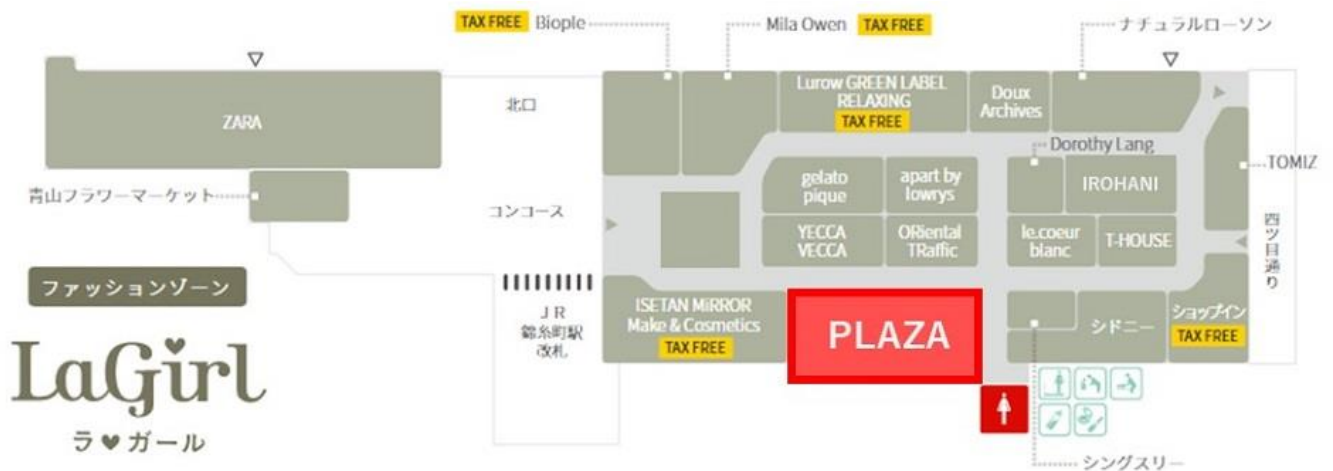 TAX FREE Biople
Mila Owen TAX FREE
ナチュラルローソン
ZARA
北口
Lurow GREEN LABEL
RELAXING
TAX FREE
Doux
Archives
Dorothy Lang
TOMIZ
青山フラワーマーケット
コンコース
gelato
pique
apart by
lowrys
IROHANI
YECCA
VECCA
ORiental
TRaffic
le.coeur
blanc
T-HOUSE
四ツ目通り
ファッションゾーン
JR
錦糸町駅
改札
ISETAN MiRROR
Make & Cosmetics
TAX FREE
PLAZA
シドニー
ショップイン
TAX FREE
LaGirl
ラ♥ガール
シングスリー